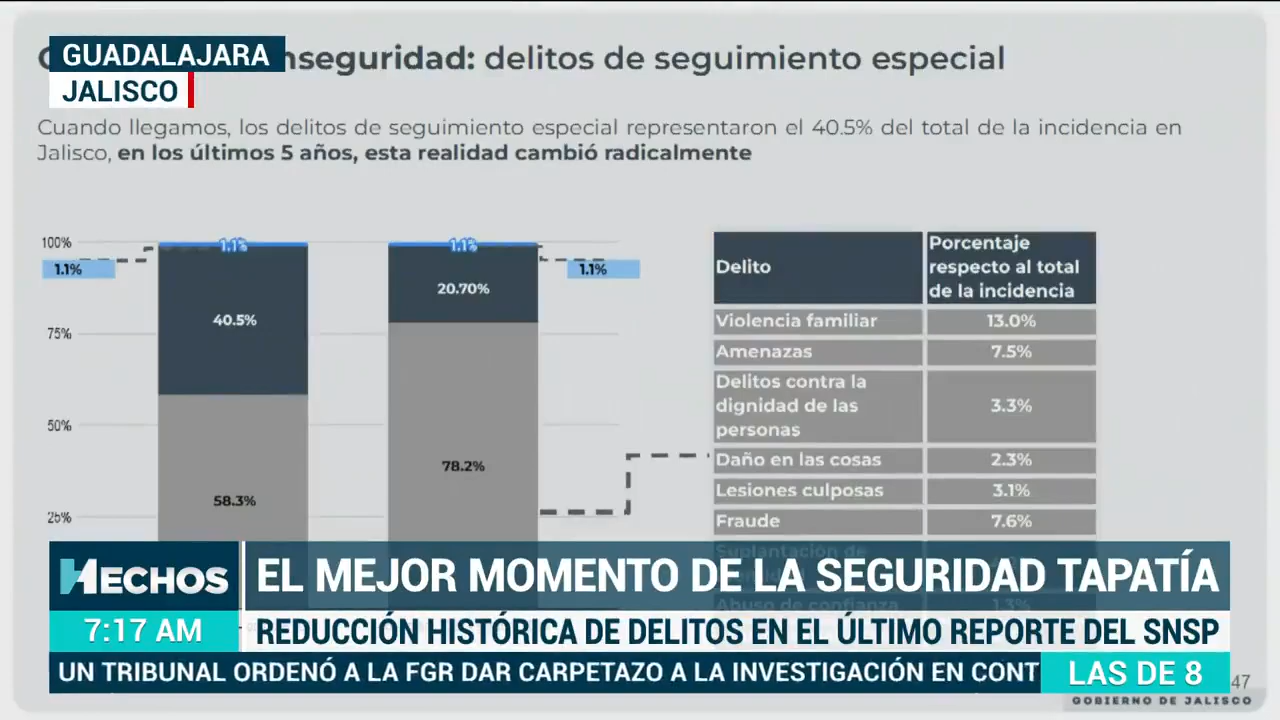 GUADALAJARA
JALISCO
nseguridad: delitos de seguimiento especial
Cuando llegamos, los delitos de seguimiento especial representaron el 40.5% del total de la incidencia en
Jalisco, en los últimos 5 años, esta realidad cambió radicalmente
100%
75%
50%
25%
1.1%
1.1%
40.5%
58.3%
1.1%
20.70%
78.2%
1.1%
Delito
Porcentaje
respecto al total
de la incidencia
Violencia familiar
13.0%
Amenazas
7.5%
Delitos contra la
dignidad de las
personas
3.3%
Daño en las cosas
2.3%
Lesiones culposas
3.1%
Fraude
7.6%
Suplantación de
Abuso de confianza
1.3%
HECHOS
EL MEJOR MOMENTO DE LA SEGURIDAD TAPATÍA
7:17 AM
REDUCCIÓN HISTÓRICA DE DELITOS EN EL ÚLTIMO REPORTE DEL SNSP
UN TRIBUNAL ORDENÓ A LA FGR DAR CARPETAZO A LA INVESTIGACIÓN EN CONT
LAS DE 8
47
GOBIERNO DE JALISCO